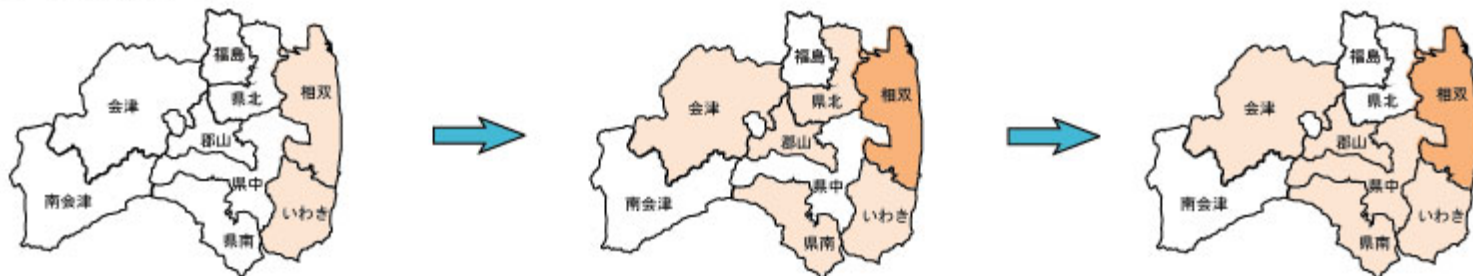 福島
相双
県北
会津
郡山
県中
南会津
いわき
県南
福島
相双
県北
会津
郡山
県中
南会津
いわき
県南
福島
相双
県北
会津
郡山
県中
南会津
いわき
県南